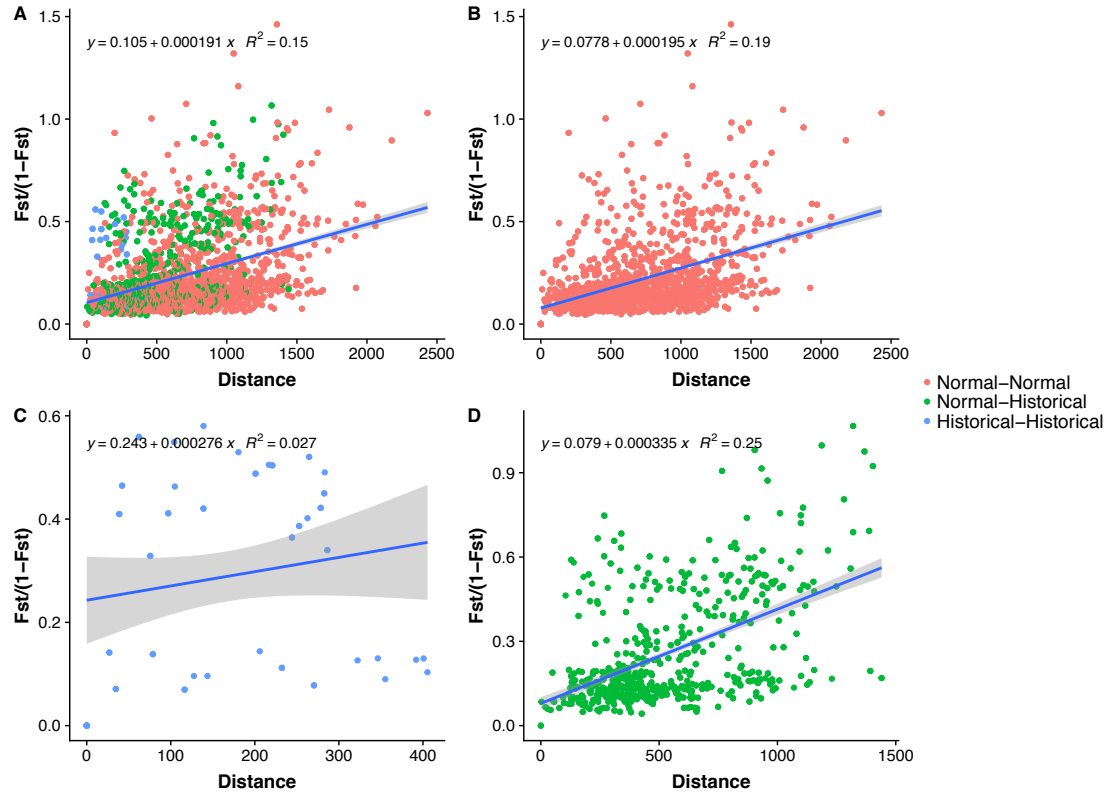 A
y = 0.105 + 0.000191 x R² = 0.15
Fst/(1−Fst)
1.5
1.0
0.5
0.0
0 500 1000 1500 2000 2500
Distance
B
y = 0.0778 + 0.000195 x R² = 0.19
Fst/(1−Fst)
1.5
1.0
0.5
0.0
0 500 1000 1500 2000 2500
Distance
C
y = 0.243 + 0.000276 x R² = 0.027
Fst/(1−Fst)
0.6
0.4
0.2
0.0
0 100 200 300 400
Distance
D
y = 0.079 + 0.000335 x R² = 0.25
Fst/(1−Fst)
0.9
0.6
0.3
0.0
0 500 1000 1500
Distance
Normal−Normal
Normal−Historical
Historical−Historical